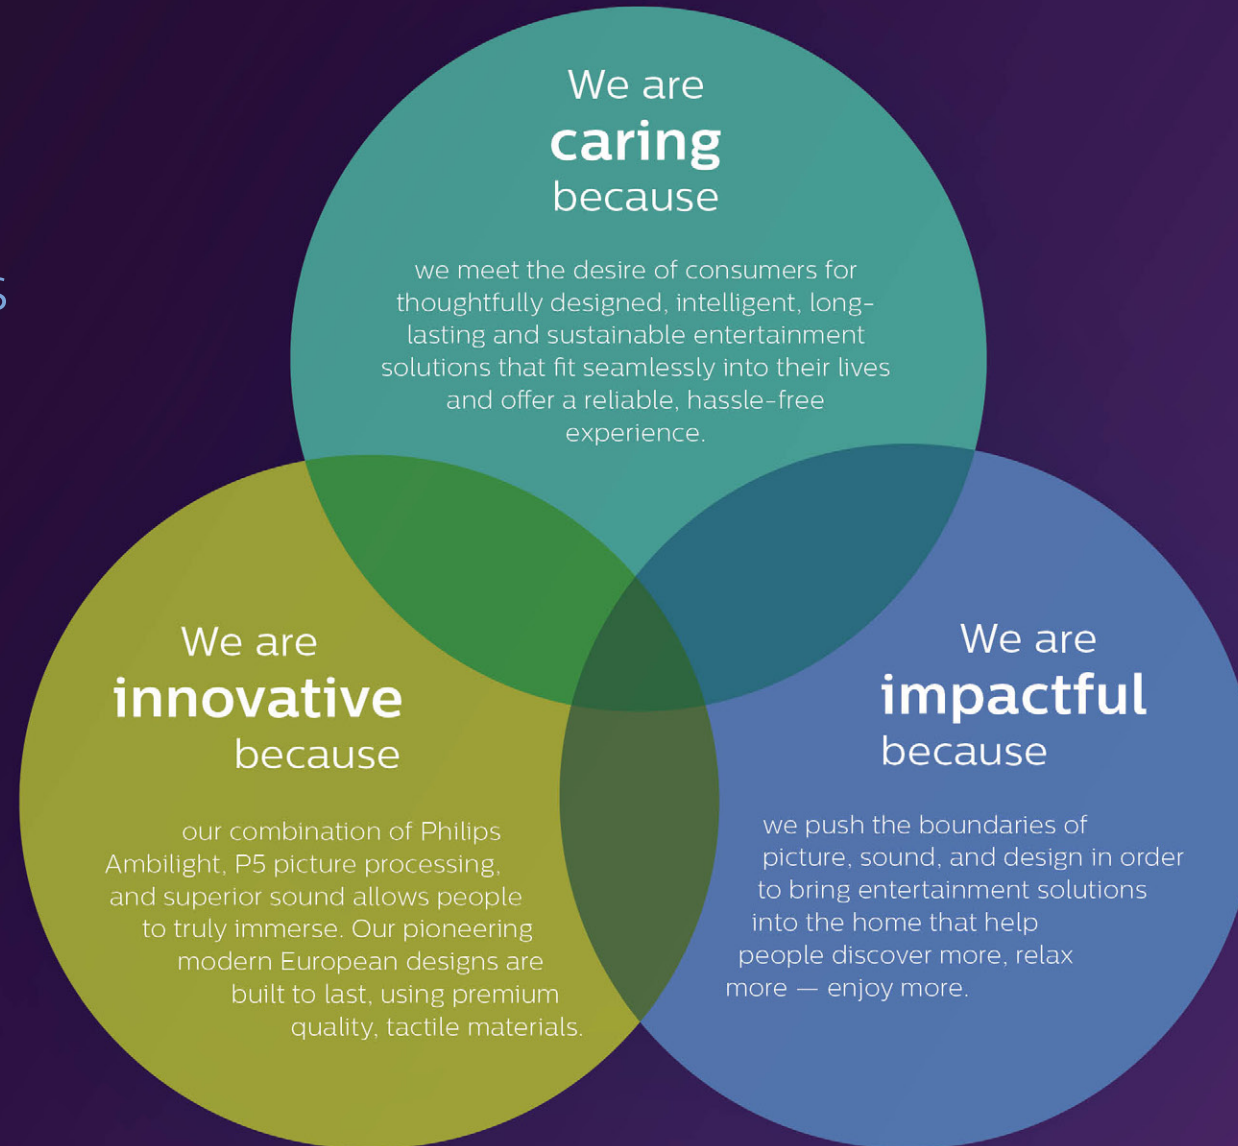 We are
caring
because
we meet the desire of consumers for
thoughtfully designed, intelligent, long-
lasting and sustainable entertainment
solutions that fit seamlessly into their lives
and offer a reliable, hassle-free
experience.
We are
innovative
because
our combination of Philips
Ambilight, P5 picture processing,
and superior sound allows people
to truly immerse. Our pioneering
modern European designs are
built to last, using premium
quality, tactile materials.
We are
impactful
because
we push the boundaries of
picture, sound, and design in order
to bring entertainment solutions
into the home that help
people discover more, relax
more — enjoy more.